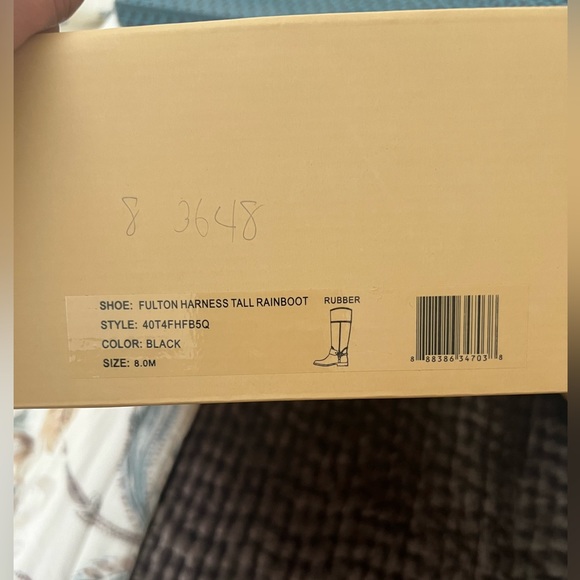 8 3648
SHOE: FULTON HARNESS TALL RAINBOOT RUBBER
STYLE: 40T4FHFB5Q
COLOR: BLACK
SIZE: 8.0M
8 88386 34703 8